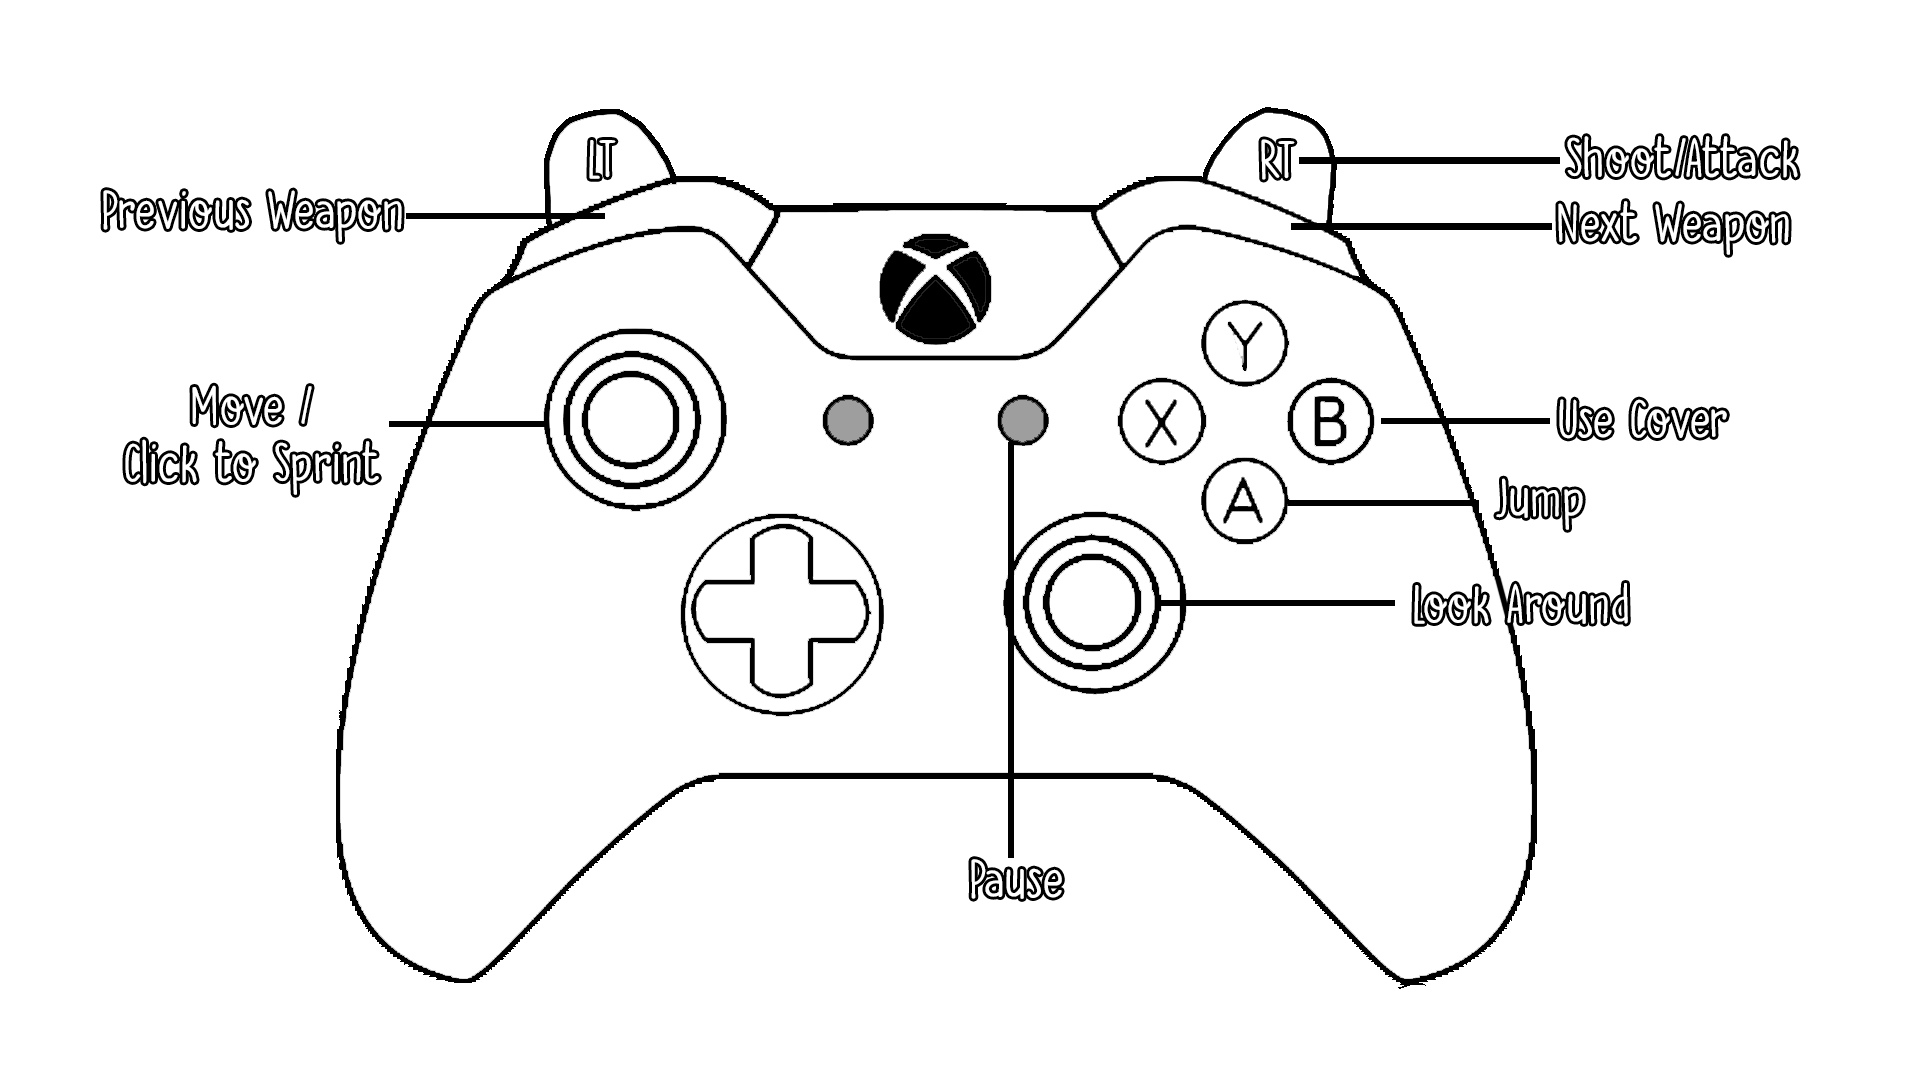 LT
RT
Shoot/Attack
Previous Weapon
Next Weapon
Y
Move /
Click to Sprint
X
B
Use Cover
A
Jump
Look Around
Pause